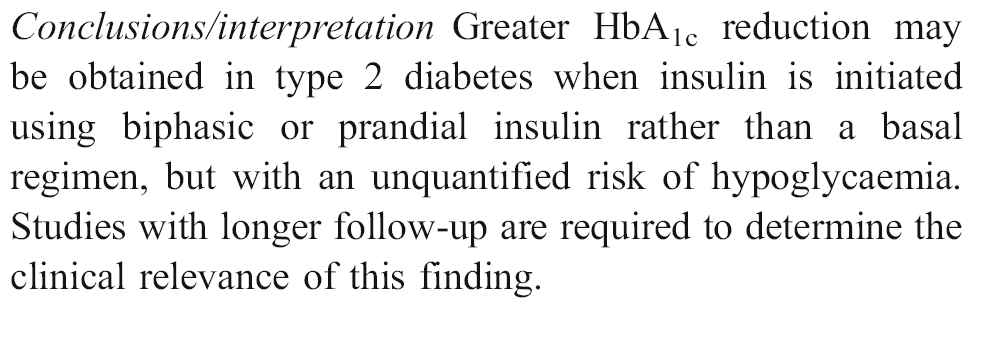 Conclusions/interpretation Greater HbA1c reduction may
be obtained in type 2 diabetes when insulin is initiated
using biphasic or prandial insulin rather than a basal
regimen, but with an unquantified risk of hypoglycaemia.
Studies with longer follow-up are required to determine the
clinical relevance of this finding.